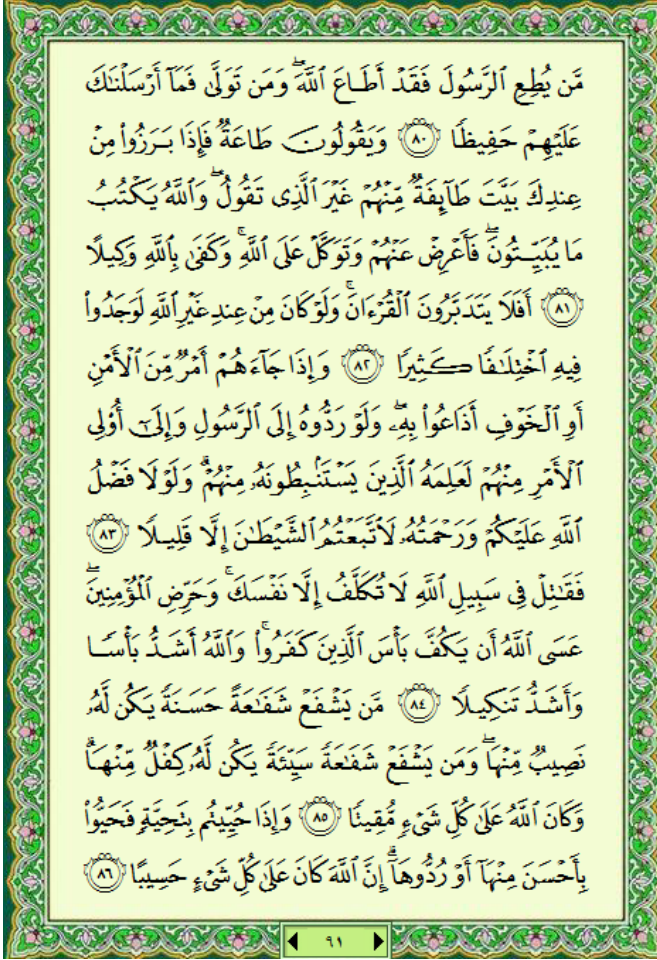 مَّن يُطِعِ ٱلرَّسُولَ فَقَدْ أَطَاعَ ٱللَّهَ ۖ وَمَن تَوَلَّىٰ فَمَآ أَرْسَلْنَٰكَ
عَلَيْهِمْ حَفِيظًا ﴿٨٠﴾ وَيَقُولُونَ طَاعَةٌ فَإِذَا بَرَزُوا۟ مِنْ
عِندِكَ بَيَّتَ طَآئِفَةٌ مِّنْهُمْ غَيْرَ ٱلَّذِى تَقُولُ ۖ وَٱللَّهُ يَكْتُبُ
مَا يُبَيِّتُونَ ۖ فَأَعْرِضْ عَنْهُمْ وَتَوَكَّلْ عَلَى ٱللَّهِ ۚ وَكَفَىٰ بِٱللَّهِ وَكِيلًا
﴿٨١﴾ أَفَلَا يَتَدَبَّرُونَ ٱلْقُرْءَانَ ۚ وَلَوْ كَانَ مِنْ عِندِ غَيْرِ ٱللَّهِ لَوَجَدُوا۟
فِيهِ ٱخْتِلَٰفًا كَثِيرًا ﴿٨٢﴾ وَإِذَا جَآءَهُمْ أَمْرٌ مِّنَ ٱلْأَمْنِ
أَوِ ٱلْخَوْفِ أَذَاعُوا۟ بِهِۦ ۖ وَلَوْ رَدُّوهُ إِلَى ٱلرَّسُولِ وَإِلَىٰٓ أُو۟لِى
ٱلْأَمْرِ مِنْهُمْ لَعَلِمَهُ ٱلَّذِينَ يَسْتَنۢبِطُونَهُۥ مِنْهُمْ ۗ وَلَوْلَا فَضْلُ
ٱللَّهِ عَلَيْكُمْ وَرَحْمَتُهُۥ لَٱتَّبَعْتُمُ ٱلشَّيْطَٰنَ إِلَّا قَلِيلًا ﴿٨٣﴾
فَقَٰتِلْ فِى سَبِيلِ ٱللَّهِ لَا تُكَلَّفُ إِلَّا نَفْسَكَ ۚ وَحَرِّضِ ٱلْمُؤْمِنِينَ ۖ
عَسَى ٱللَّهُ أَن يَكُفَّ بَأْسَ ٱلَّذِينَ كَفَرُوا۟ ۚ وَٱللَّهُ أَشَدُّ بَأْسًا
وَأَشَدُّ تَنكِيلًا ﴿٨٤﴾ مَّن يَشْفَعْ شَفَٰعَةً حَسَنَةً يَكُن لَّهُۥ
نَصِيبٌ مِّنْهَا ۖ وَمَن يَشْفَعْ شَفَٰعَةً سَيِّئَةً يَكُن لَّهُۥ كِفْلٌ مِّنْهَا ۗ
وَكَانَ ٱللَّهُ عَلَىٰ كُلِّ شَىْءٍ مُّقِيتًا ﴿٨٥﴾ وَإِذَا حُيِّيتُم بِتَحِيَّةٍ فَحَيُّوا۟
بِأَحْسَنَ مِنْهَآ أَوْ رُدُّوهَآ ۗ إِنَّ ٱللَّهَ كَانَ عَلَىٰ كُلِّ شَىْءٍ حَسِيبًا ﴿٨٦﴾
٩١